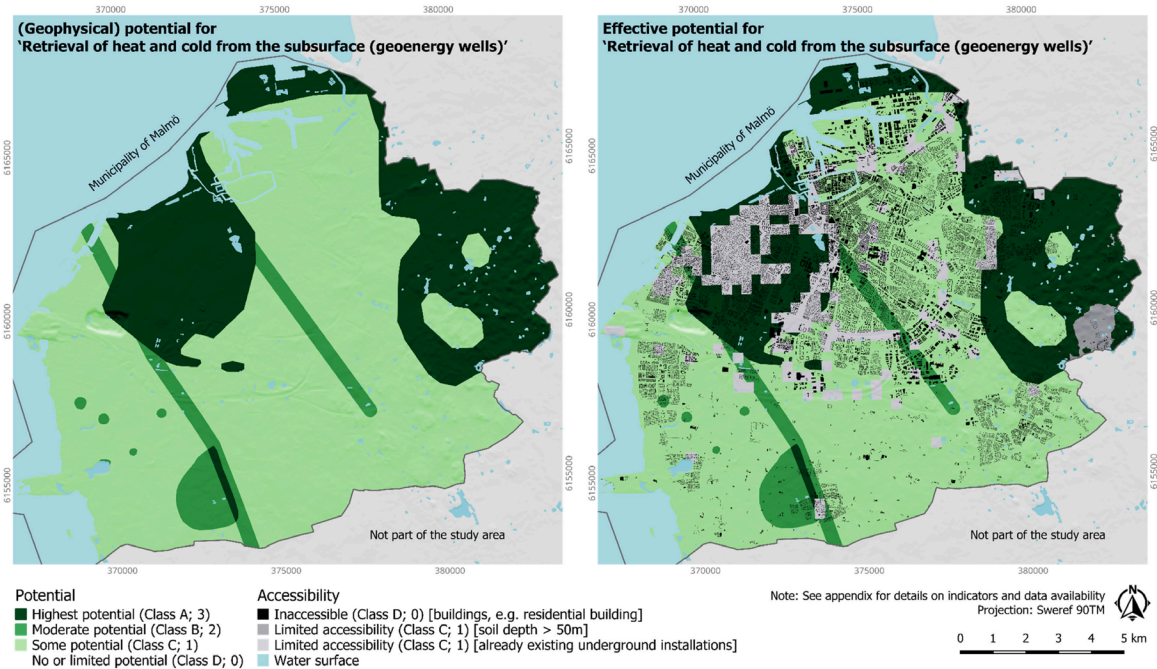 370000
375000
380000
370000
375000
380000
(Geophysical) potential for
‘Retrieval of heat and cold from the subsurface (geoenergy wells)’
Municipality of Malmö
6165000
6160000
6155000
6165000
6160000
6155000
Not part of the study area
370000
375000
380000
Effective potential for
‘Retrieval of heat and cold from the subsurface (geoenergy wells)’
Municipality of Malmö
6165000
6160000
6155000
Not part of the study area
370000
375000
380000
Potential
Highest potential (Class A; 3)
Moderate potential (Class B; 2)
Some potential (Class C; 1)
No or limited potential (Class D; 0)
Accessibility
Inaccessible (Class D; 0) [buildings, e.g. residential building]
Limited accessibility (Class C; 1) [soil depth > 50m]
Limited accessibility (Class C; 1) [already existing underground installations]
Water surface
Note: See appendix for details on indicators and data availability
Projection: Sweref 90TM
N
0 1 2 3 4 5 km